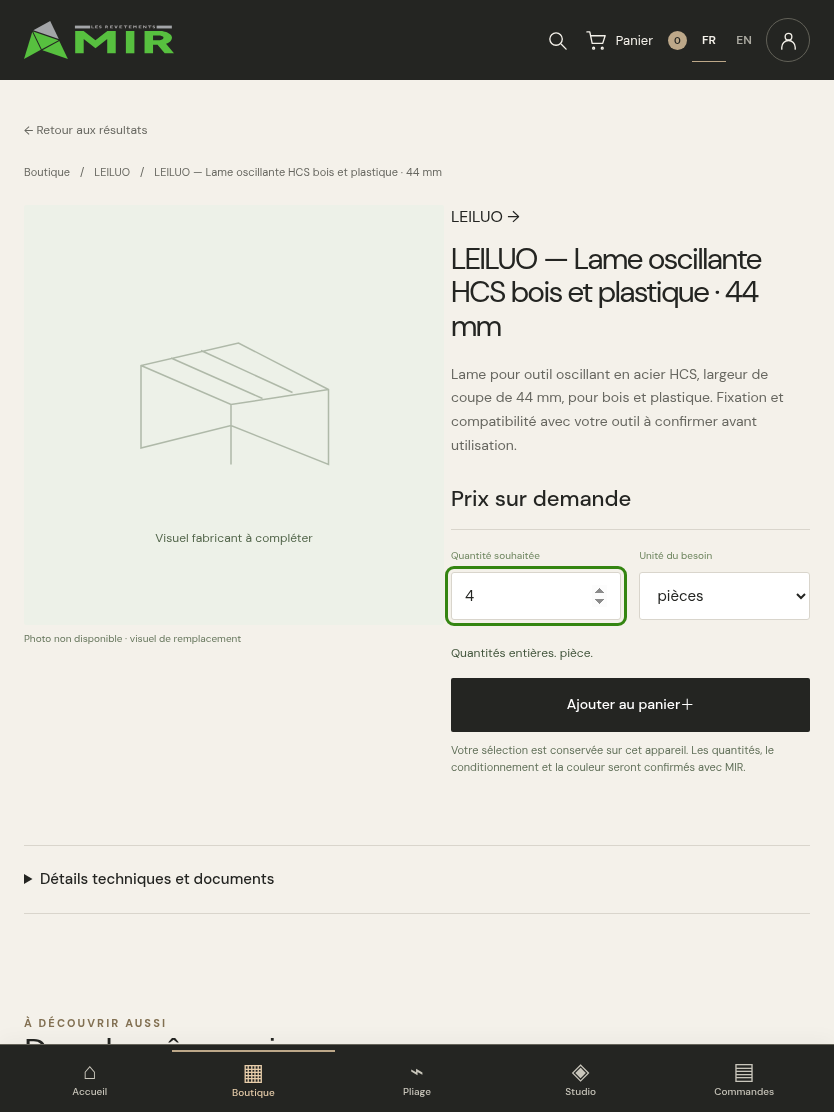 LES REVÊTEMENTS
MIR
Panier 0 FR EN
← Retour aux résultats
Boutique / LEILUO / LEILUO — Lame oscillante HCS bois et plastique · 44 mm
LEILUO →
LEILUO — Lame oscillante
HCS bois et plastique · 44
mm
Lame pour outil oscillant en acier HCS, largeur de
coupe de 44 mm, pour bois et plastique. Fixation et
compatibilité avec votre outil à confirmer avant
utilisation.
Prix sur demande
Quantité souhaitée Unité du besoin
4 pièces
Quantités entières. pièce.
Ajouter au panier+
Votre sélection est conservée sur cet appareil. Les quantités, le
conditionnement et la couleur seront confirmés avec MIR.
Visuel fabricant à compléter
Photo non disponible · visuel de remplacement
Détails techniques et documents
À DÉCOUVRIR AUSSI
Accueil Boutique Pliage Studio Commandes